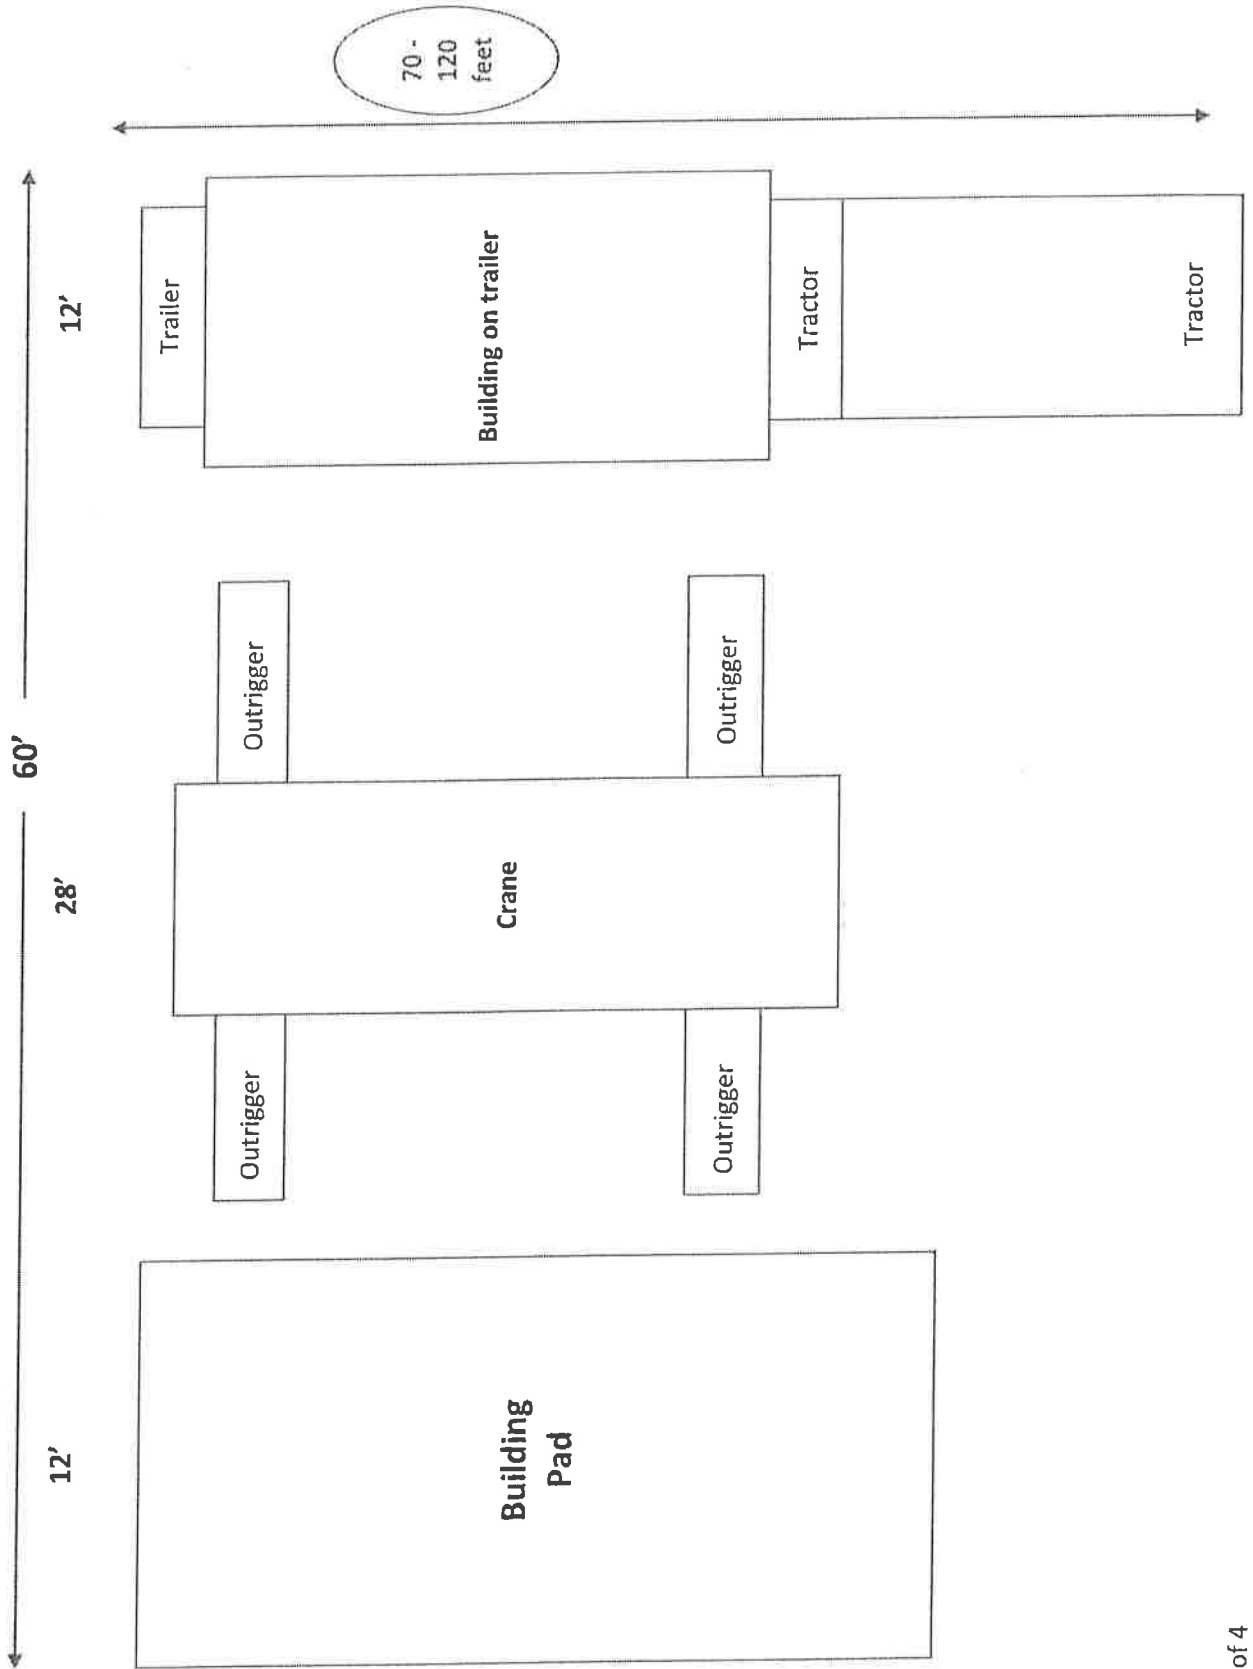 60'
12'
28'
12'
Trailer
Outrigger
Outrigger
70 -
120
feet
Building on trailer
Crane
Building
Pad
Outrigger
Outrigger
Tractor
Tractor
of 4